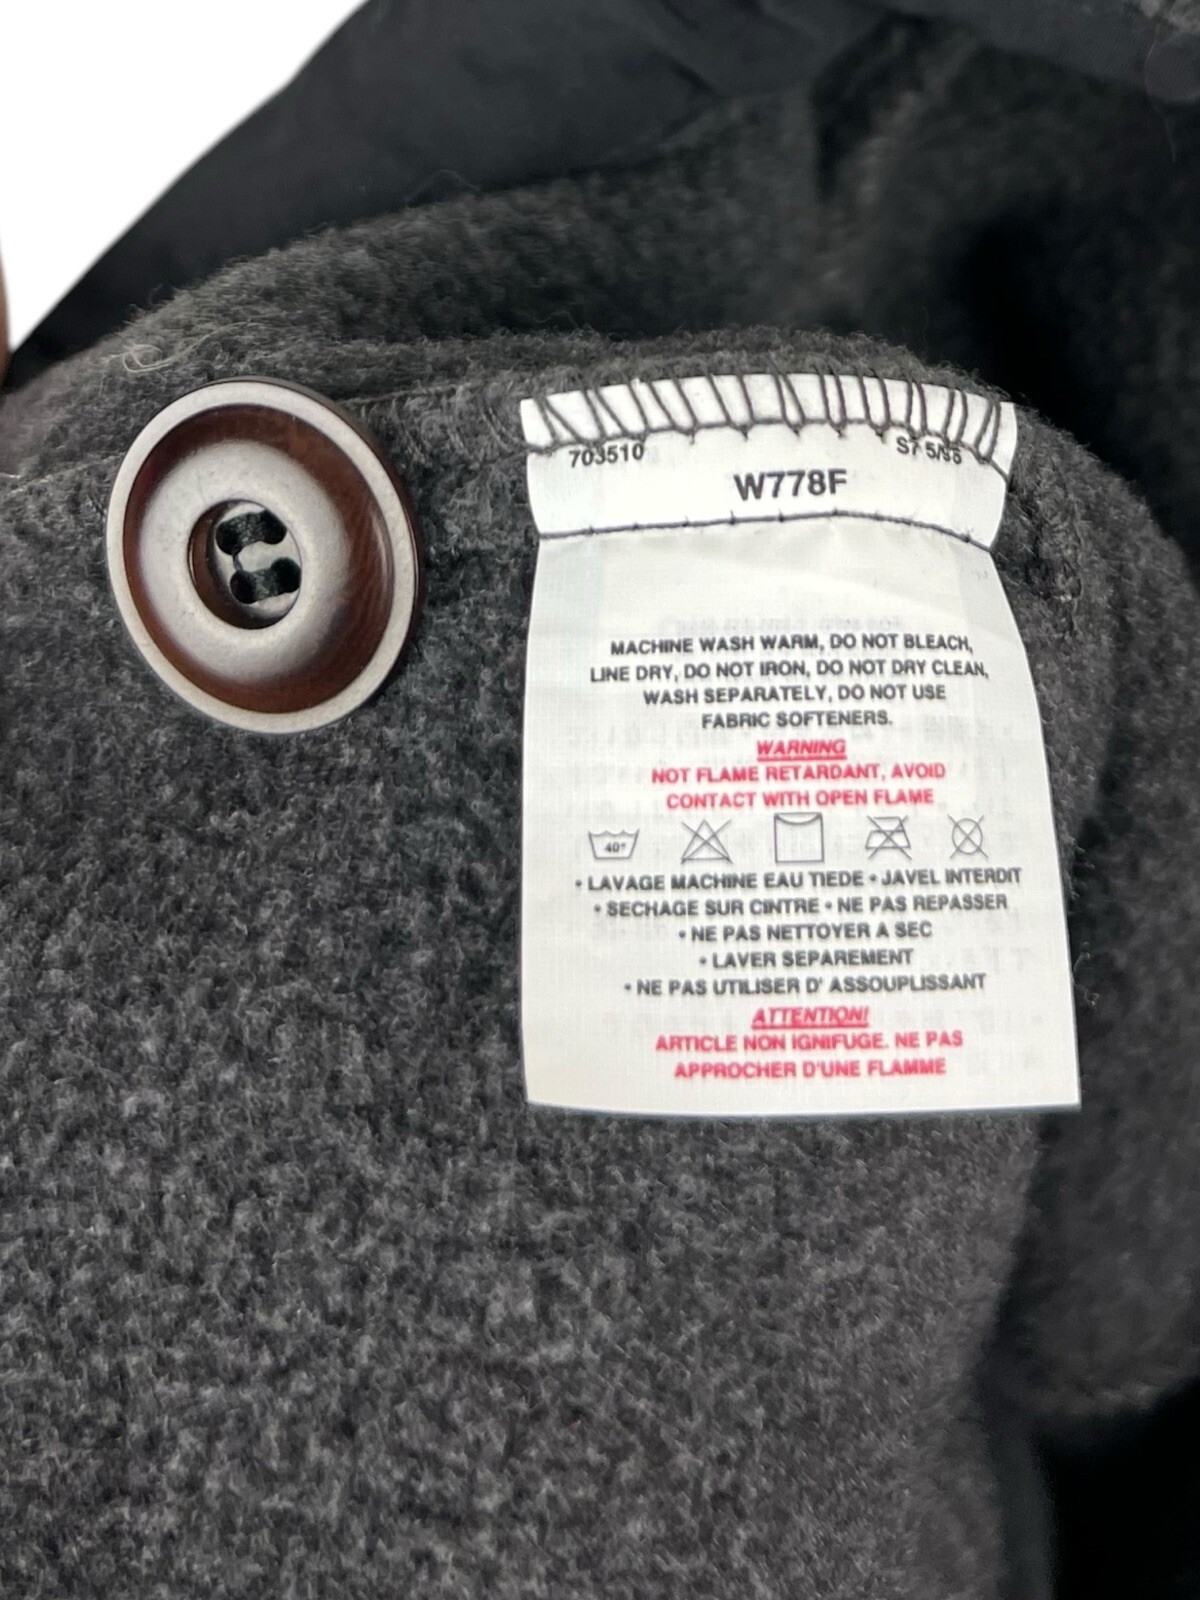 703510
W778F
MACHINE WASH WARM, DO NOT BLEACH,
LINE DRY, DO NOT IRON, DO NOT DRY CLEAN,
WASH SEPARATELY, DO NOT USE
FABRIC SOFTENERS.
WARNING
NOT FLAME RETARDANT, AVOID
CONTACT WITH OPEN FLAME
40°
• LAVAGE MACHINE EAU TIEDE • JAVEL INTERDIT
• SECHAGE SUR CINTRE • NE PAS REPASSER
• NE PAS NETTOYER A SEC
• LAVER SEPAREMENT
• NE PAS UTILISER D' ASSOUPLISSANT
ATTENTION!
ARTICLE NON IGNIFUGE. NE PAS
APPROCHER D'UNE FLAMME